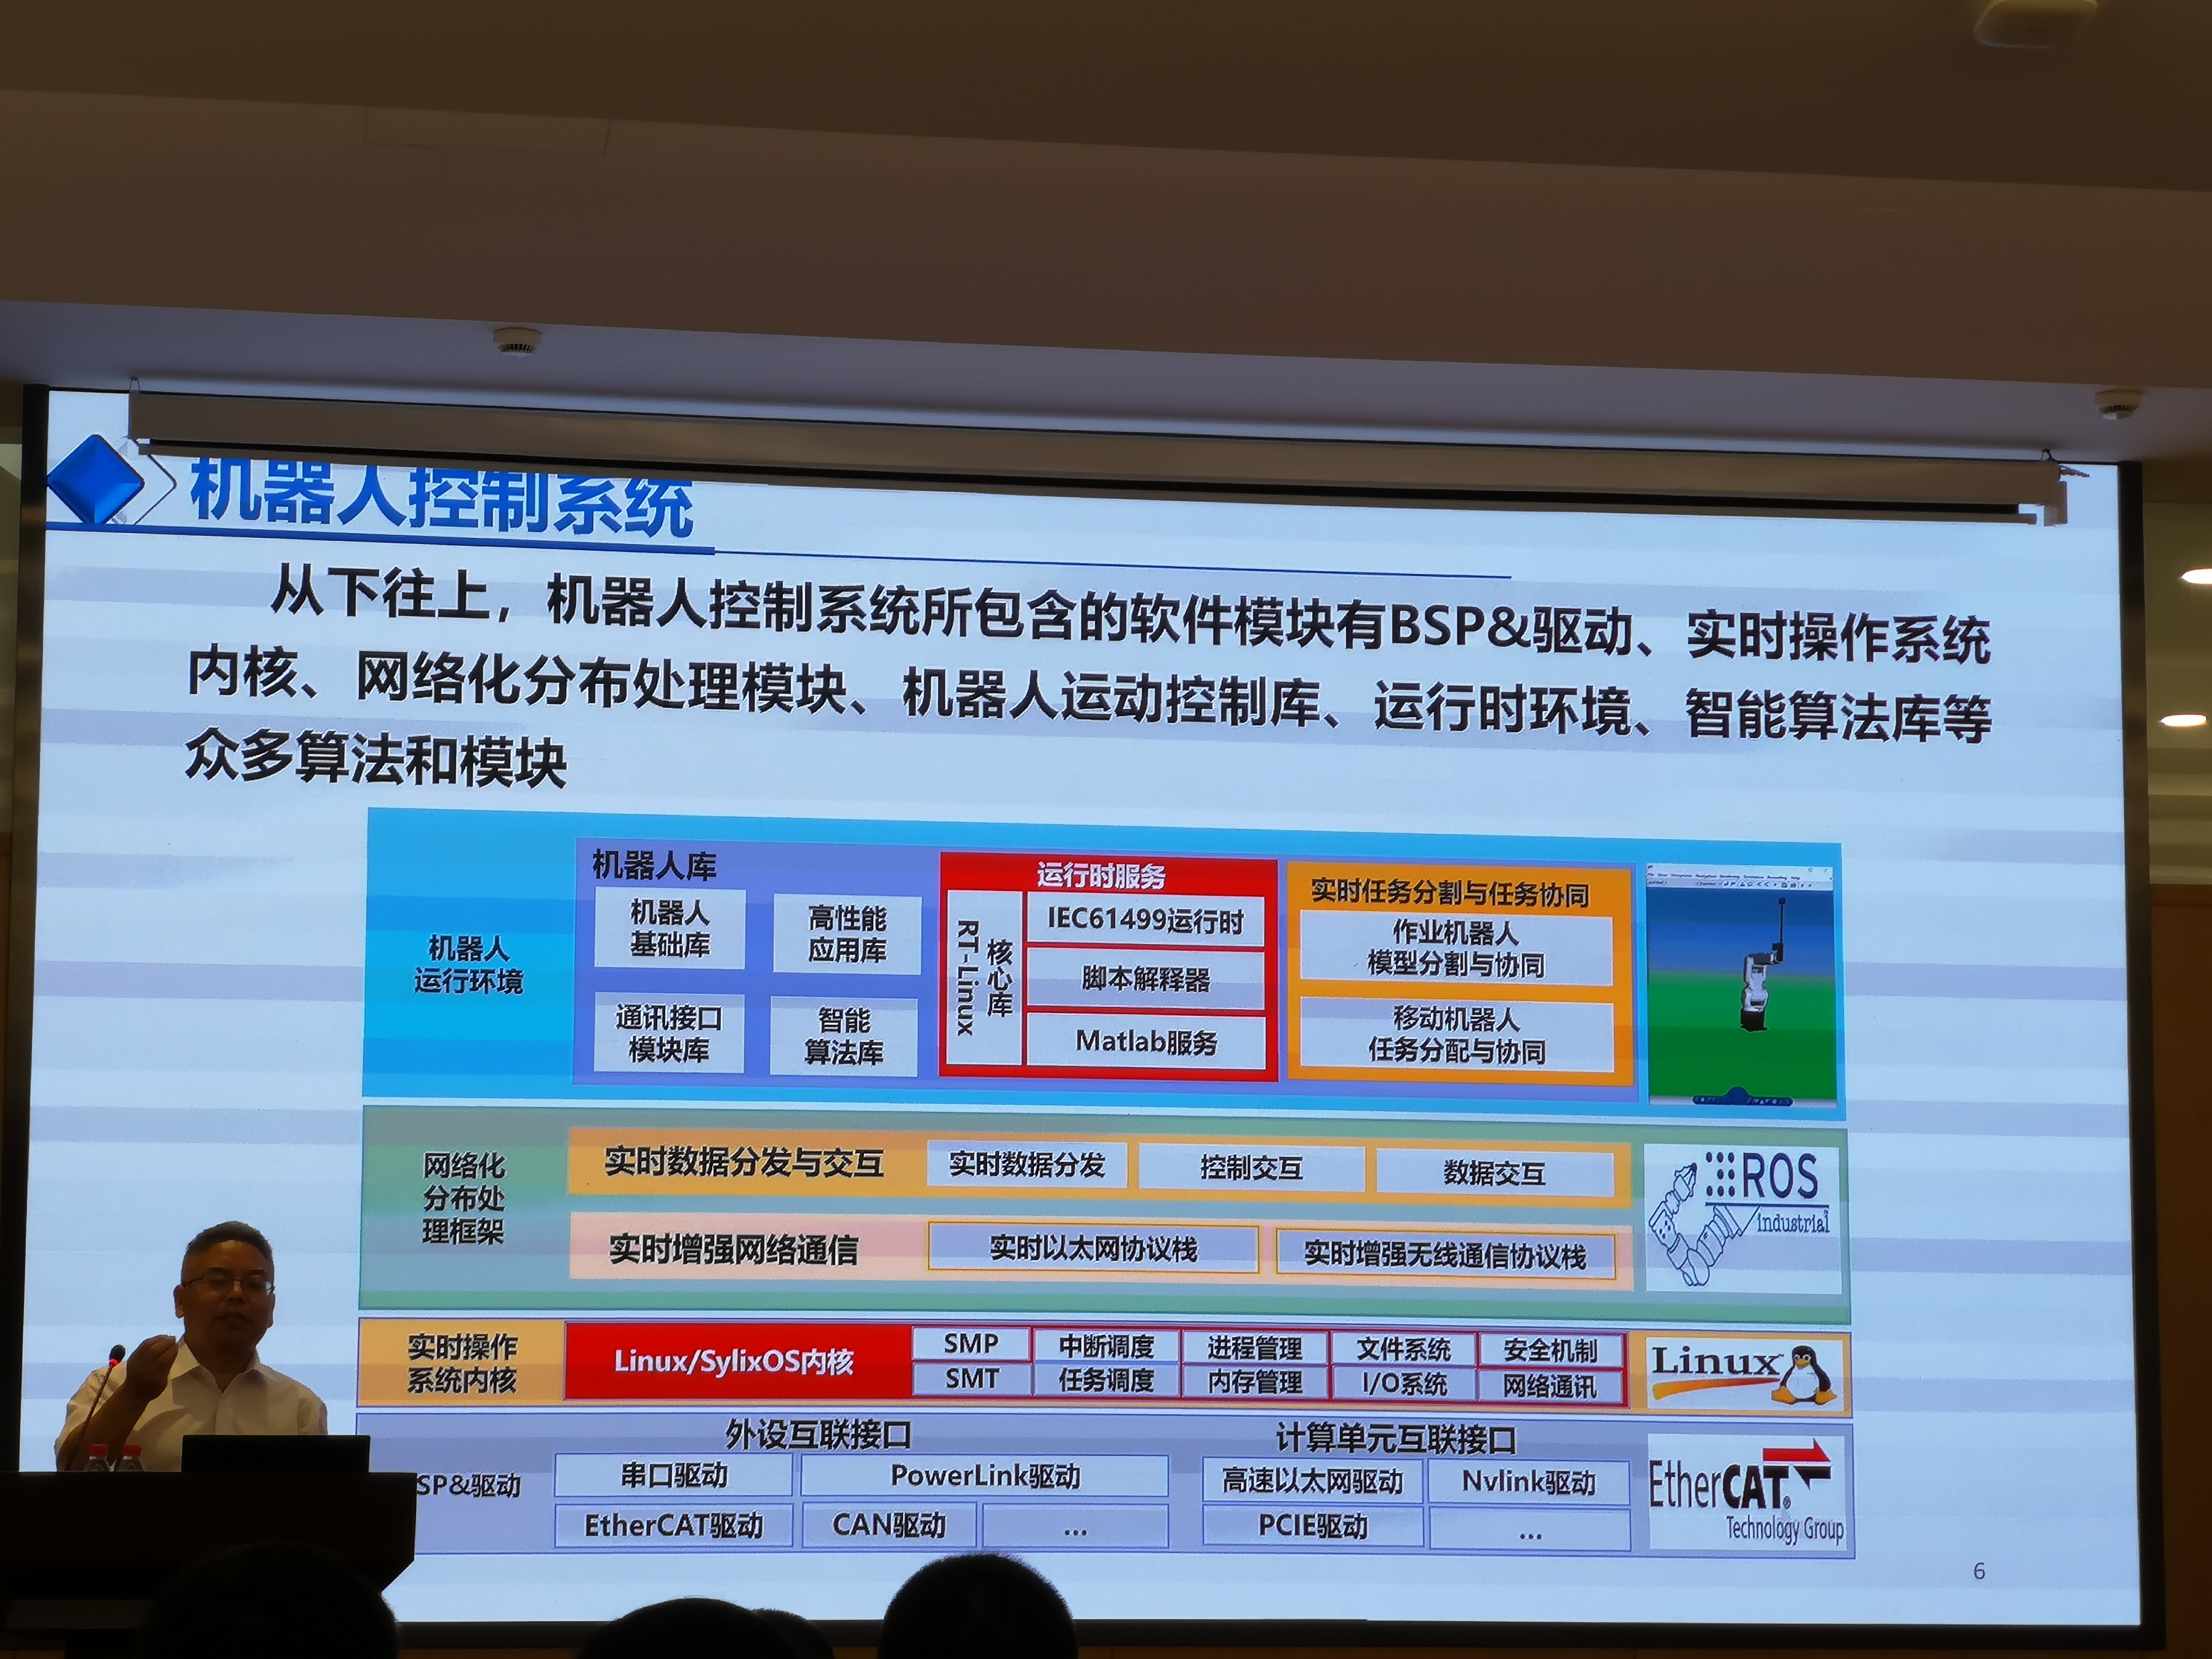 机器人控制系统
从下往上，机器人控制系统所包含的软件模块有BSP&驱动、实时操作系统
内核、网络化分布处理模块、机器人运动控制库、运行时环境、智能算法库等
众多算法和模块
机器人
运行环境
机器人库
机器人
基础库
高性能
应用库
通讯接口
模块库
智能
算法库
运行时服务
核心库
RT-Linux
IEC61499运行时
脚本解释器
Matlab服务
实时任务分割与任务协同
作业机器人
模型分割与协同
移动机器人
任务分配与协同
网络化
分布处
理框架
实时数据分发与交互
实时数据分发
控制交互
数据交互
实时增强网络通信
实时以太网协议栈
实时增强无线通信协议栈
ROS
industrial
实时操作
系统内核
Linux/SylixOS内核
SMP
中断调度
进程管理
文件系统
安全机制
SMT
任务调度
内存管理
I/O系统
网络通讯
Linux
SP&驱动
外设互联接口
串口驱动
PowerLink驱动
EtherCAT驱动
CAN驱动
...
计算单元互联接口
高速以太网驱动
Nvlink驱动
PCIE驱动
...
EtherCAT®
Technology Group
6